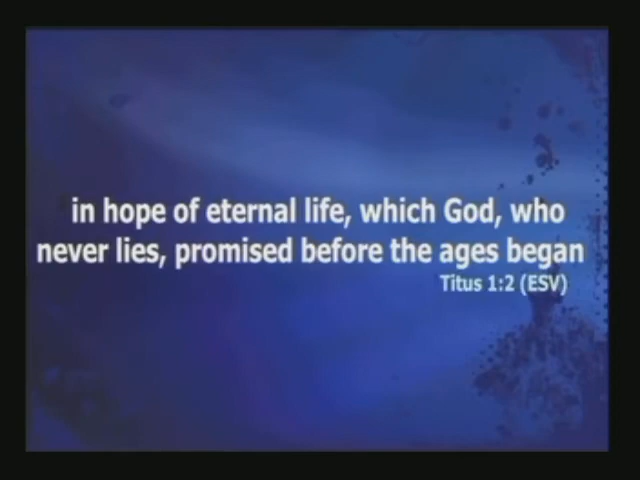 in hope of eternal life, which God, who
never lies, promised before the ages began
Titus 1:2 (ESV)